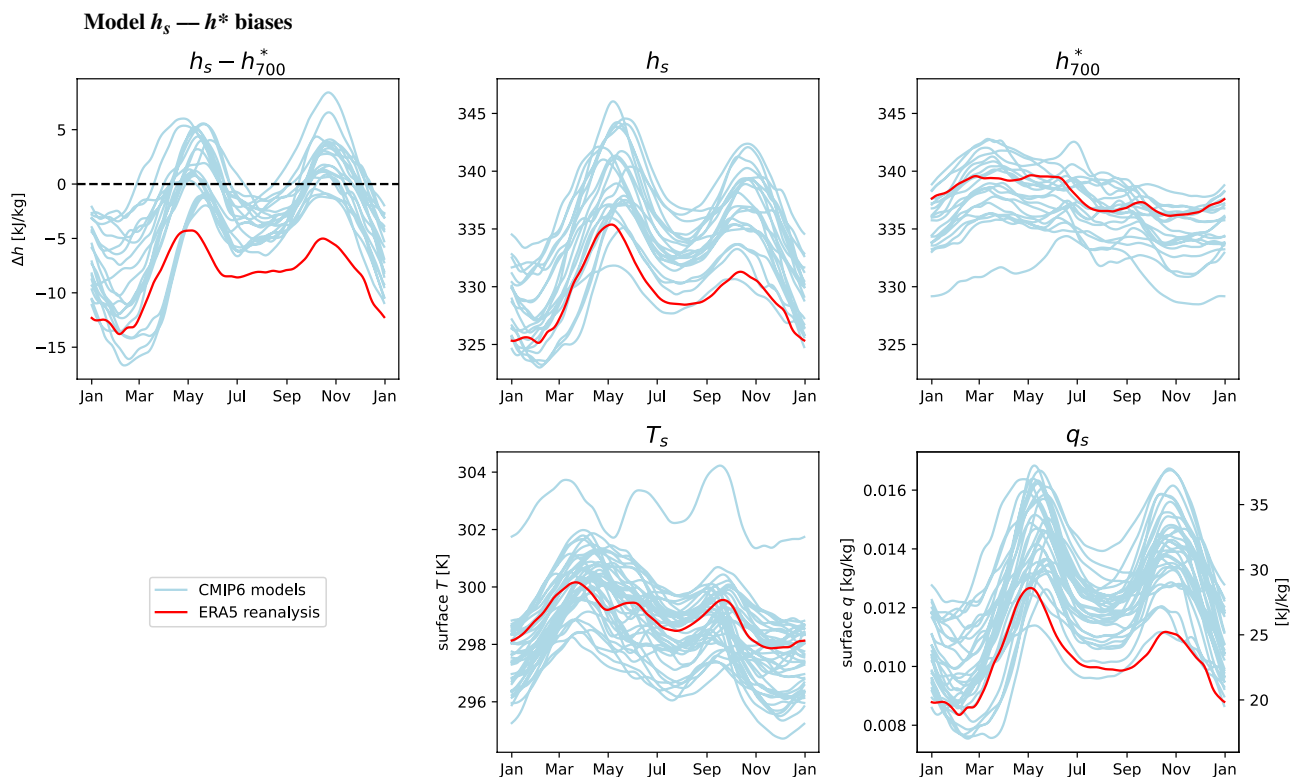 Model hs — h* biases
hs − h*700
Δh [kJ/kg]
5
0
−5
−10
−15
Jan Mar May Jul Sep Nov Jan
hs
345
340
335
330
325
Jan Mar May Jul Sep Nov Jan
h*700
345
340
335
330
325
Jan Mar May Jul Sep Nov Jan
CMIP6 models
ERA5 reanalysis
Ts
surface T [K]
304
302
300
298
296
Jan Mar May Jul Sep Nov Jan
qs
surface q [kg/kg]
0.016
0.014
0.012
0.010
0.008
Jan Mar May Jul Sep Nov Jan
35
30
25
20
[kJ/kg]